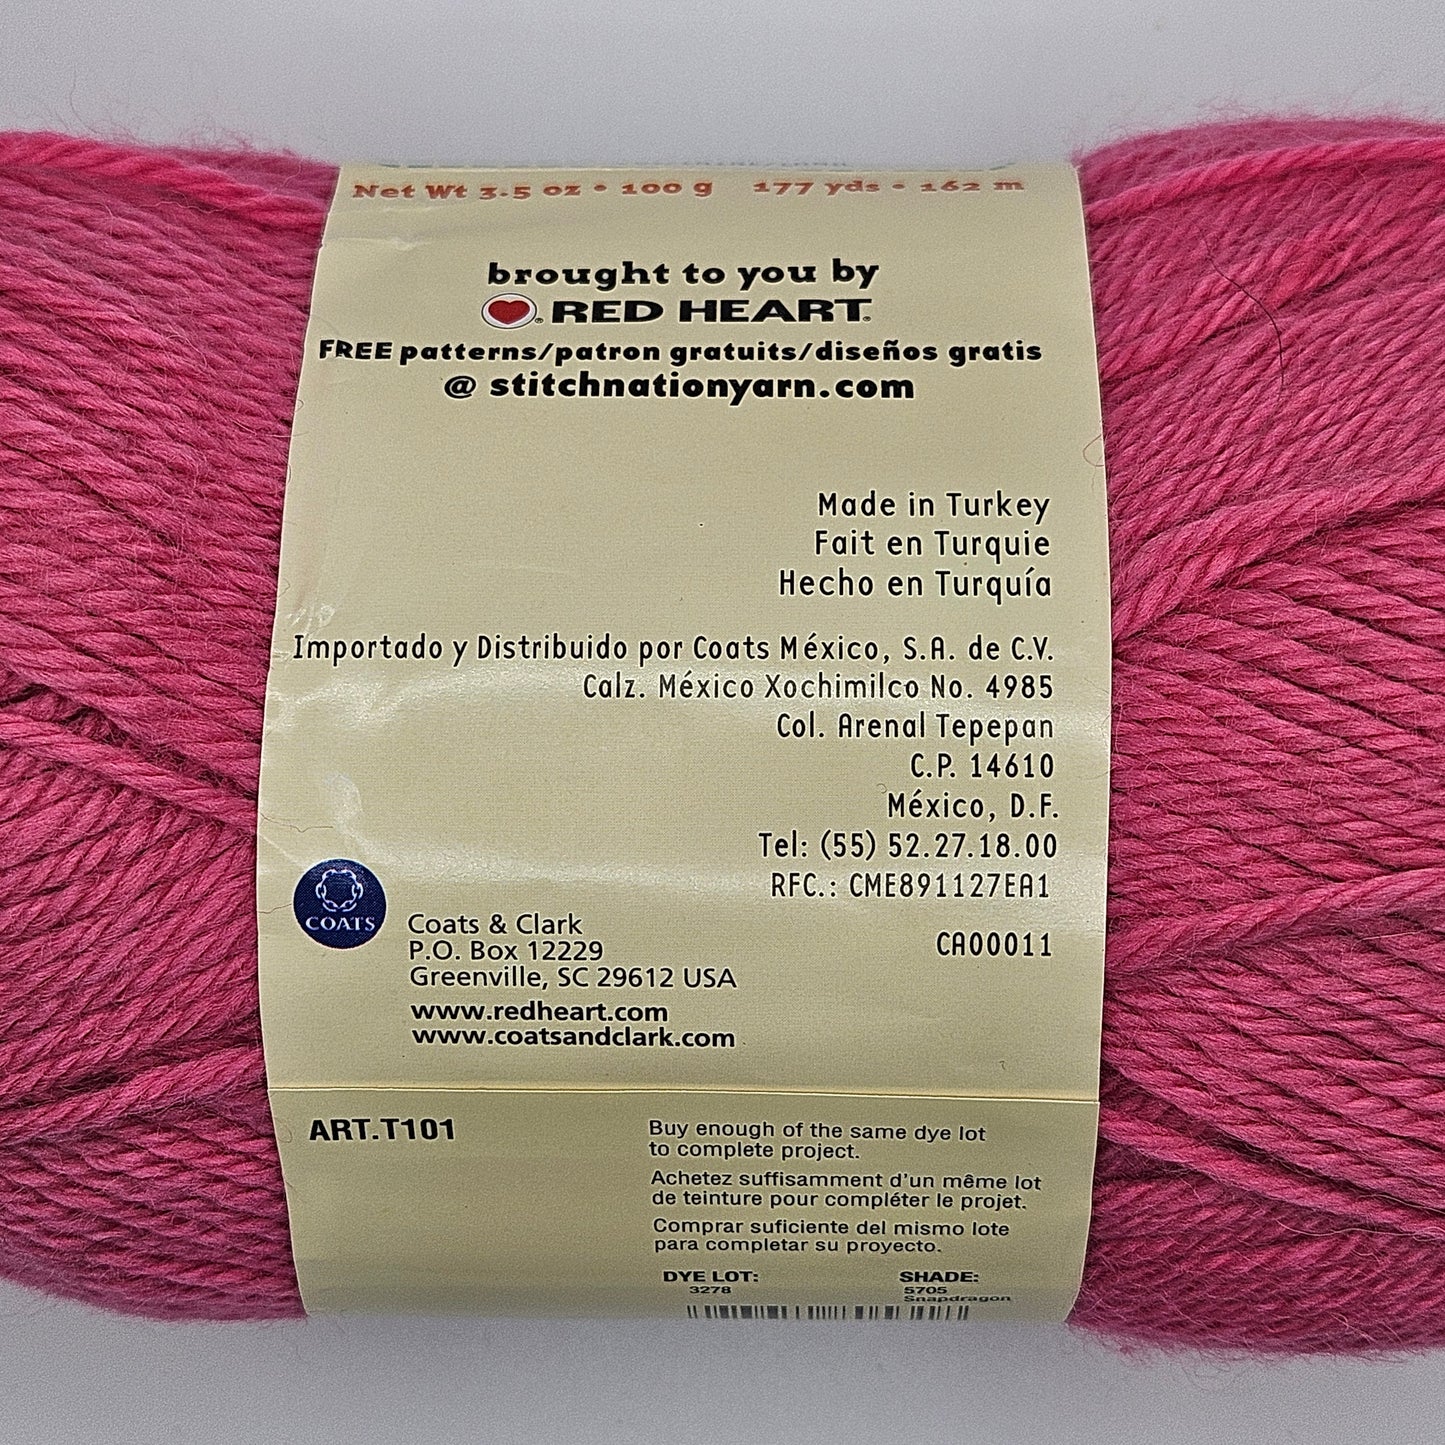 Net Wt 3.5 oz • 100 g 177 yds • 162 m
brought to you by
RED HEART®
FREE patterns/patron gratuits/diseños gratis
@ stitchnationyarn.com
Made in Turkey
Fait en Turquie
Hecho en Turquía
Importado y Distribuido por Coats México, S.A. de C.V.
Calz. México Xochimilco No. 4985
Col. Arenal Tepepan
C.P. 14610
México, D.F.
Tel: (55) 52.27.18.00
RFC.: CME891127EA1
CA00011
COATS
Coats & Clark
P.O. Box 12229
Greenville, SC 29612 USA
www.redheart.com
www.coatsandclark.com
ART.T101
Buy enough of the same dye lot
to complete project.
Achetez suffisamment d'un même lot
de teinture pour compléter le projet.
Comprar suficiente del mismo lote
para completar su proyecto.
DYE LOT: SHADE:
3278 5705
Snapdragon